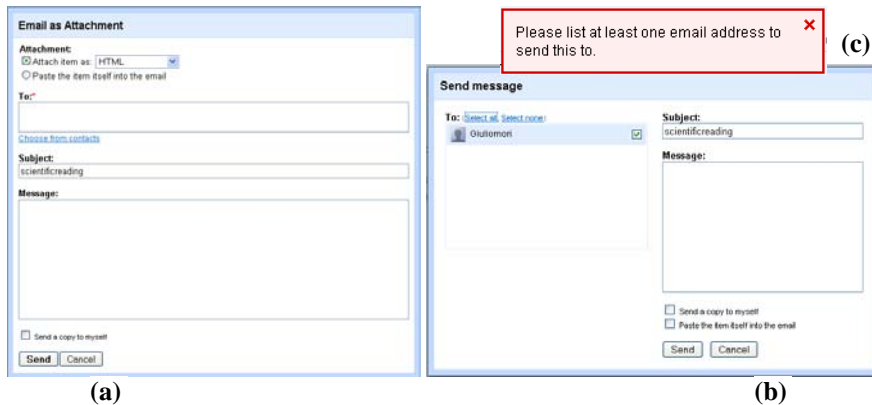 Email as Attachment
Attachment:
Attach item as: HTML
Paste the item itself into the email
To:*
Choose from contacts
Subject:
scientificreading
Message:
Send a copy to myself
Send Cancel
(a)
Please list at least one email address to
send this to.
(c)
Send message
To: (Select all, Select none)
Giuliomori
Subject:
scientificreading
Message:
Send a copy to myself
Paste the item itself into the email
Send Cancel
(b)